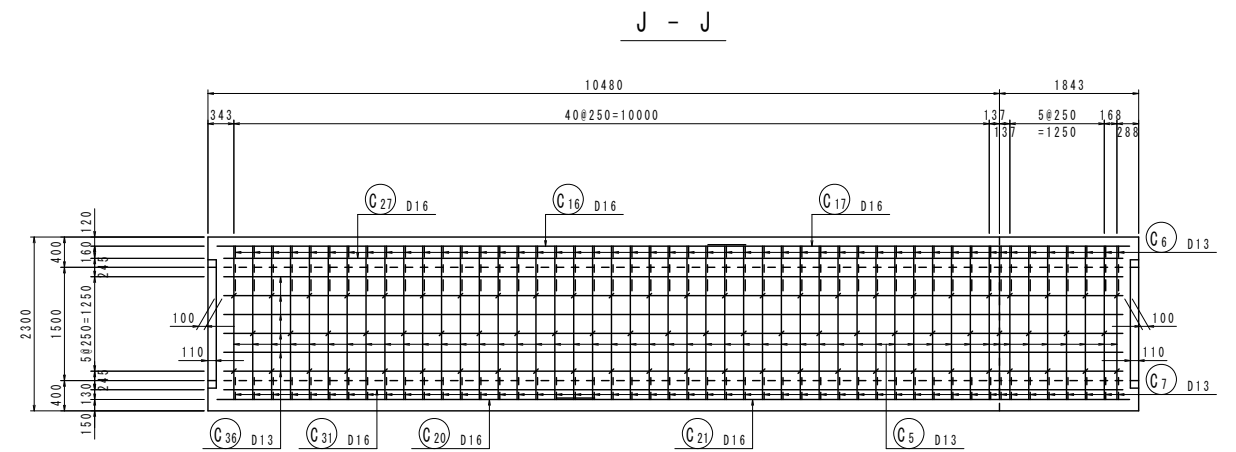 J - J
10480
1843
343
40@250=10000
137
5@250
168
137
=1250
288
C27 D16
C16 D16
C17 D16
C6 D13
120
400
160
245
2300
1500
5@250=1250
100
110
100
110
245
400
130
150
C7 D13
C36 D13
C31 D16
C20 D16
C21 D16
C5 D13